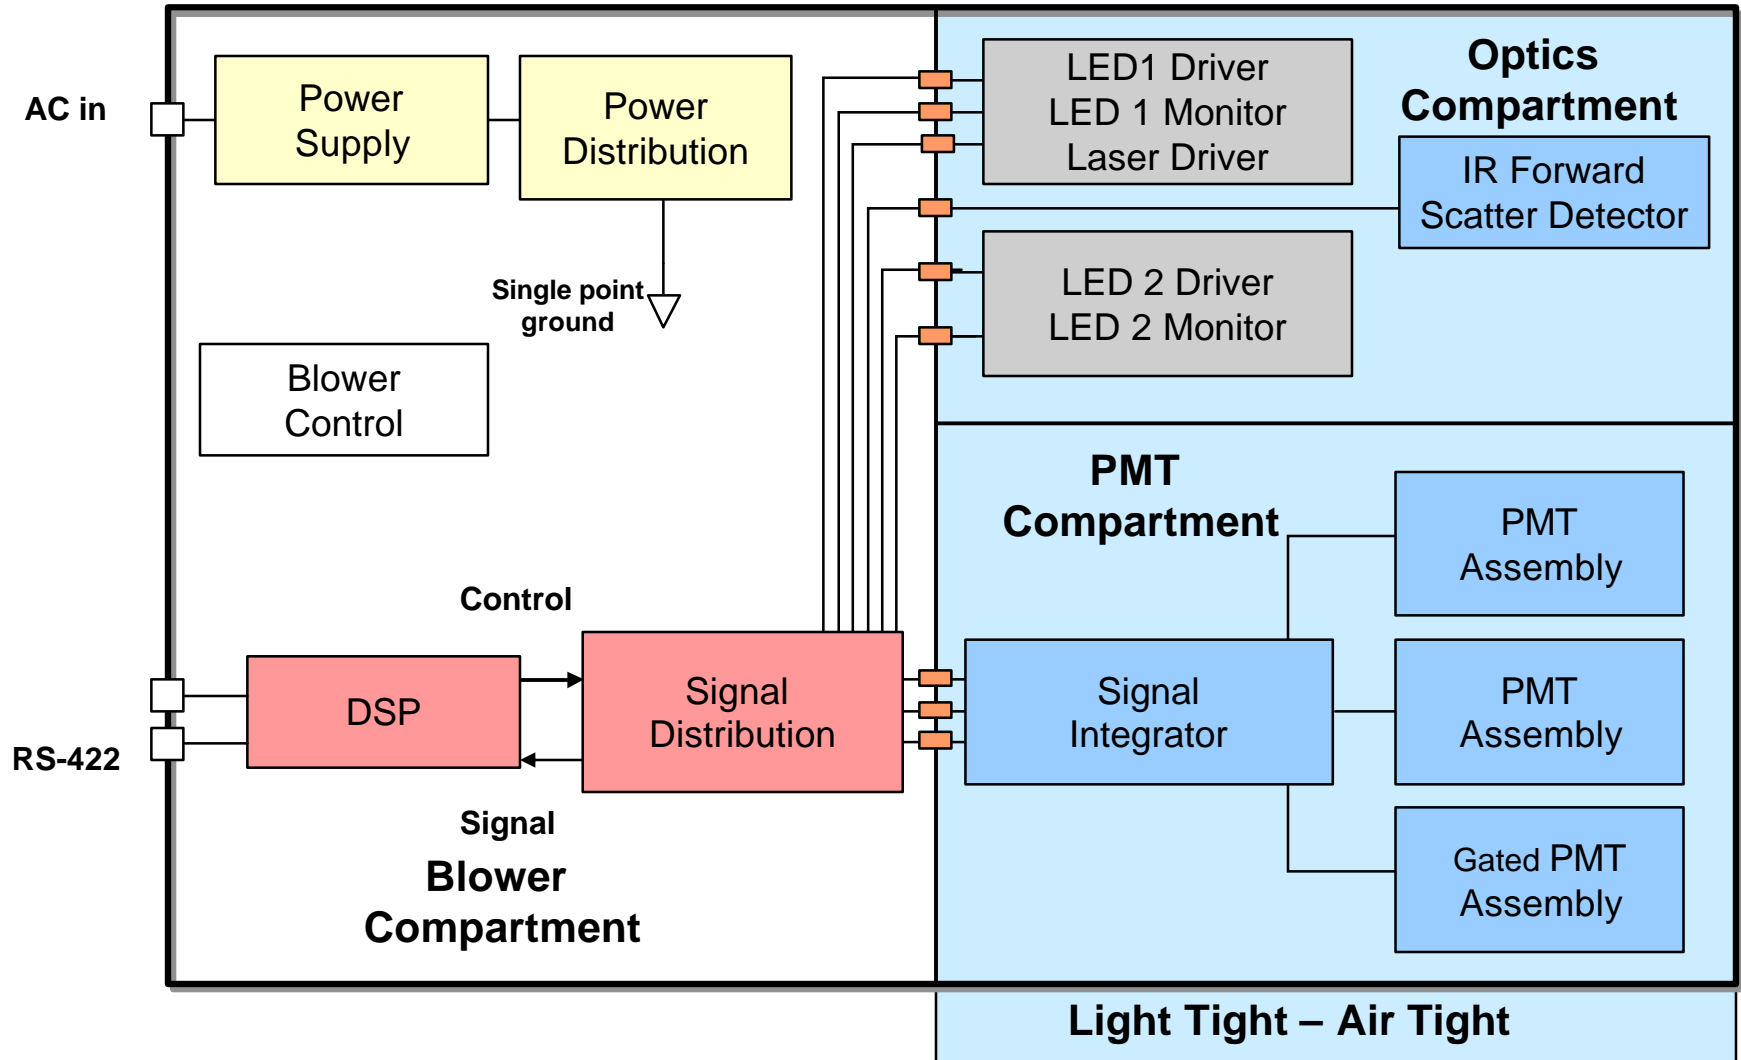 AC in
Power
Supply
Power
Distribution
Single point
ground
Blower
Control
Control
DSP
Signal
Distribution
Signal
RS-422
Blower
Compartment
LED1 Driver
LED 1 Monitor
Laser Driver
Optics
Compartment
IR Forward
Scatter Detector
LED 2 Driver
LED 2 Monitor
PMT
Compartment
Signal
Integrator
PMT
Assembly
PMT
Assembly
Gated PMT
Assembly
Light Tight – Air Tight